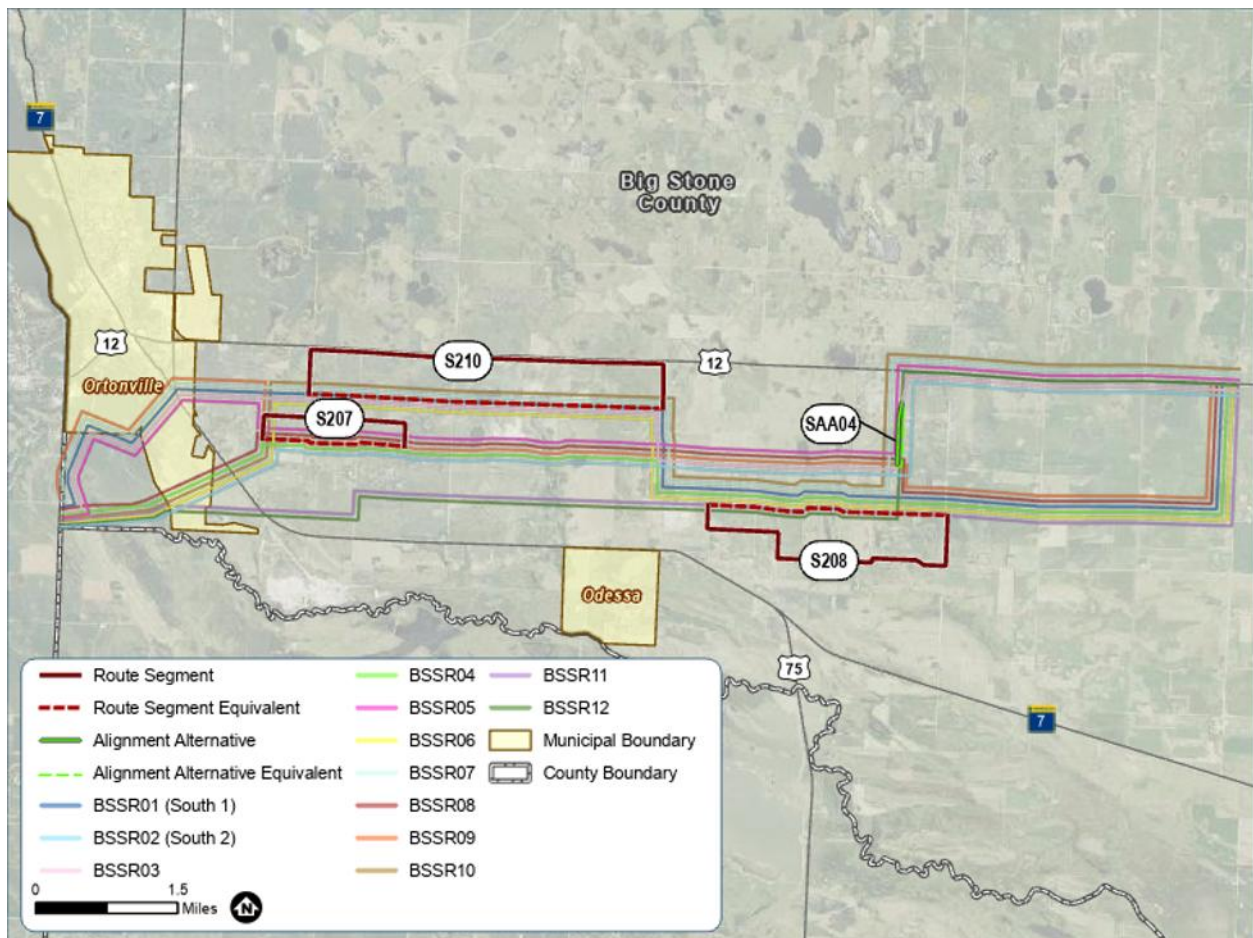 7
Big Stone
County
12
Ortonville
S210
12
S207
SAA04
S208
Odessa
75
7
Route Segment
Route Segment Equivalent
Alignment Alternative
Alignment Alternative Equivalent
BSSR01 (South 1)
BSSR02 (South 2)
BSSR03
BSSR04
BSSR05
BSSR06
BSSR07
BSSR08
BSSR09
BSSR10
BSSR11
BSSR12
Municipal Boundary
County Boundary
0 1.5
Miles
N